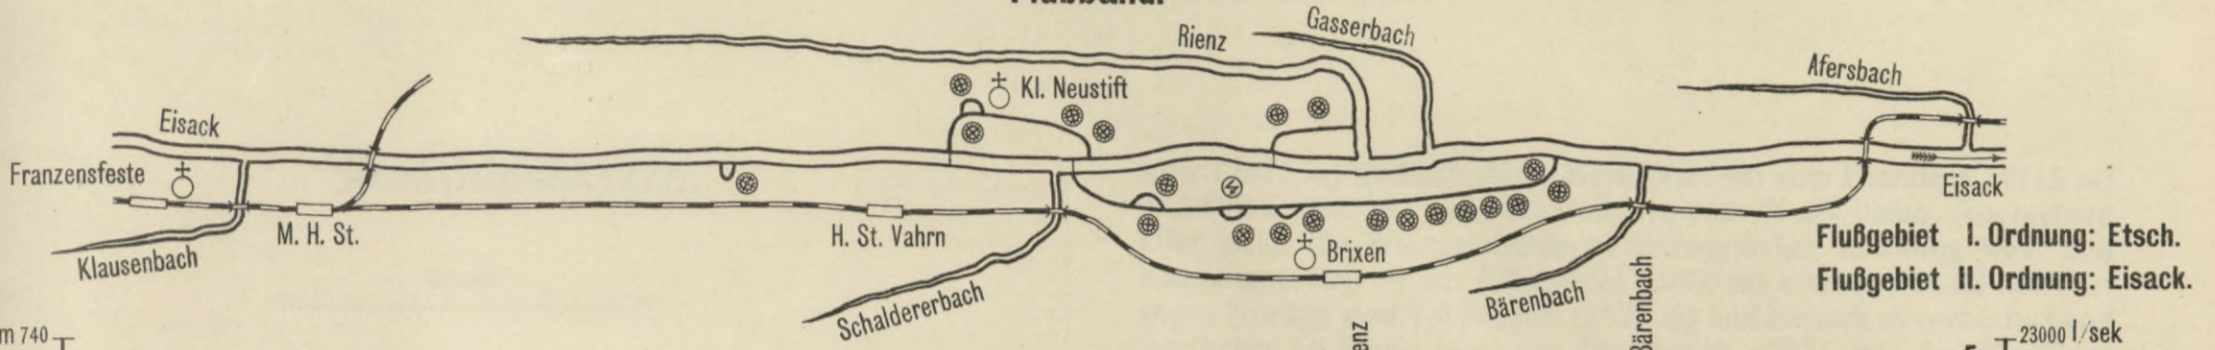 Gasserbach
Rienz
Afersbach
Kl. Neustift
Eisack
Franzensfeste
Eisack
M. H. St.
H. St. Vahrn
Flußgebiet I. Ordnung: Etsch.
Brixen
Klausenbach
Flußgebiet II. Ordnung: Eisack.
Schaldererbach
Bärenbach
Bärenbach
m 740
23000 l/sek